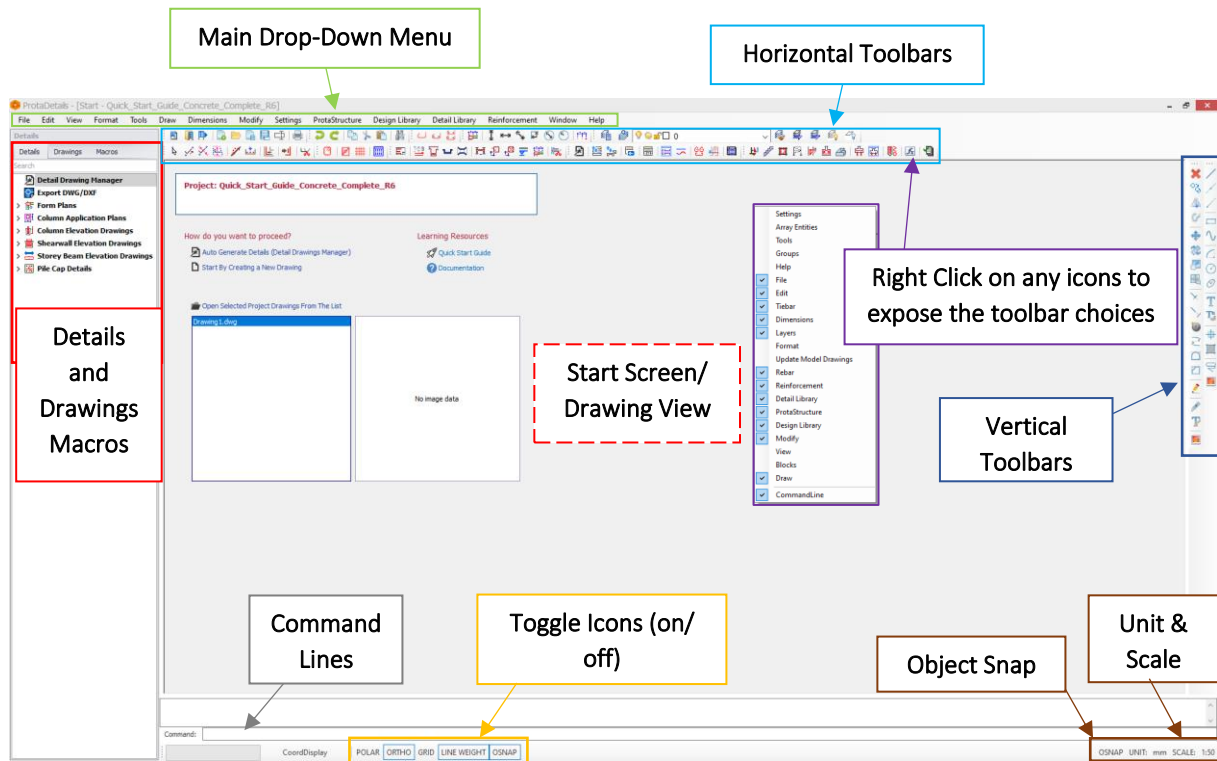 Main Drop-Down Menu
Horizontal Toolbars
ProtaDetails - [Start - Quick_Start_Guide_Concrete_Complete_R6]
File Edit View Format Tools Draw Dimensions Modify Settings ProtaStructure Design Library Detail Library Reinforcement Window Help
Details
Details Drawings Macros
Search
Detail Drawing Manager
Export DWG/DXF
Form Plans
Column Application Plans
Column Elevation Drawings
Shearwall Elevation Drawings
Storey Beam Elevation Drawings
Pile Cap Details
0
Project: Quick_Start_Guide_Concrete_Complete_R6
How do you want to proceed?
Auto Generate Details (Detail Drawings Manager)
Start By Creating a New Drawing
Learning Resources
Quick Start Guide
Documentation
Open Selected Project Drawings From The List
Drawing1.dwg
No image data
Details
and
Drawings
Macros
Start Screen/
Drawing View
Settings
Array Entities
Tools
Groups
Help
File
Edit
Tiebar
Dimensions
Layers
Format
Update Model Drawings
Rebar
Reinforcement
Detail Library
ProtaStructure
Design Library
Modify
View
Blocks
Draw
CommandLine
Right Click on any icons to
expose the toolbar choices
Vertical
Toolbars
Command
Lines
Toggle Icons (on/
off)
Object Snap
Unit &
Scale
Command:
CoordDisplay POLAR ORTHO GRID LINE WEIGHT OSNAP
OSNAP UNIT: mm SCALE: 1:50